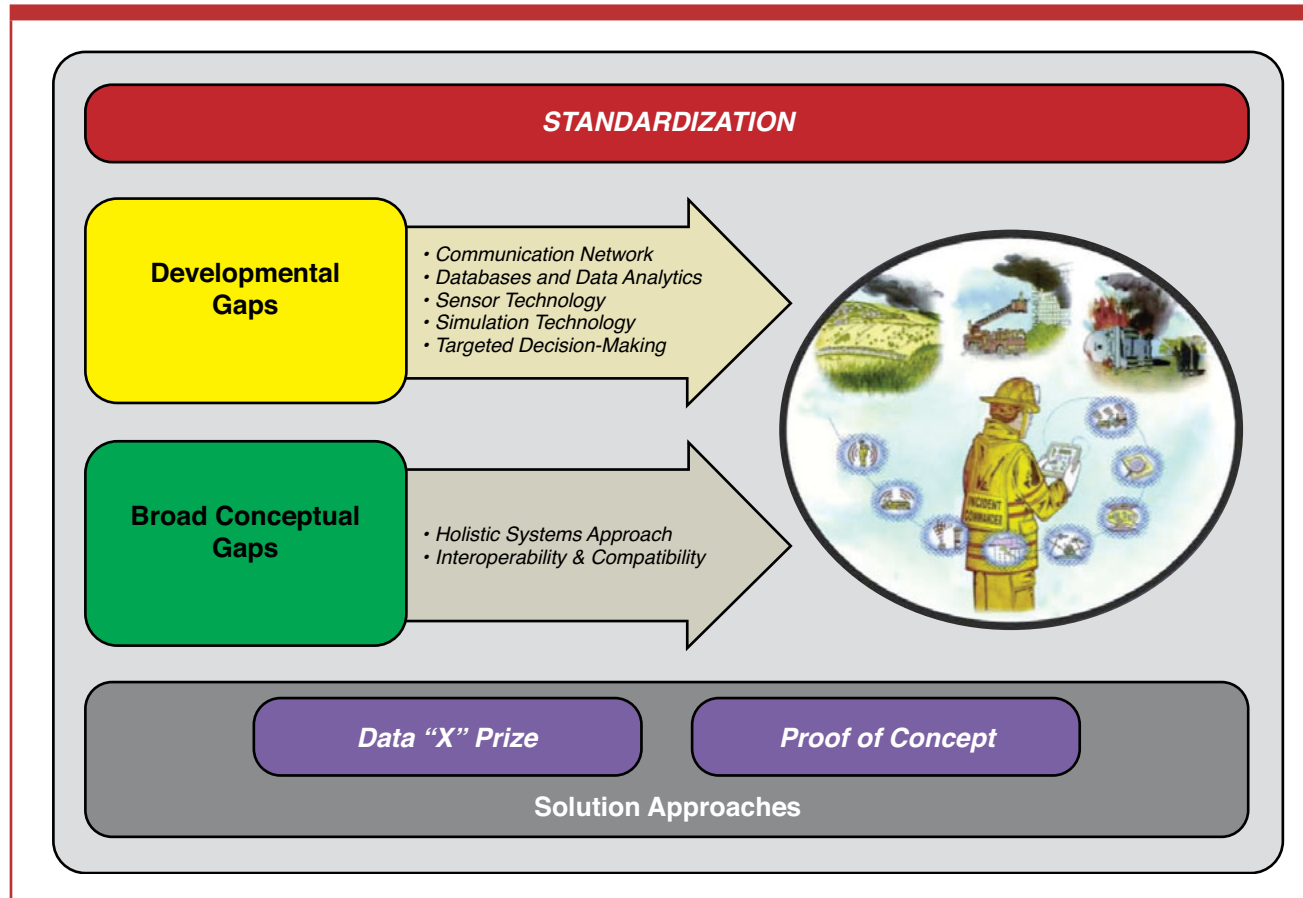 STANDARDIZATION
Developmental
Gaps
• Communication Network
• Databases and Data Analytics
• Sensor Technology
• Simulation Technology
• Targeted Decision-Making
INCIDENT
COMMANDER
Broad Conceptual
Gaps
• Holistic Systems Approach
• Interoperability & Compatibility
Data “X” Prize
Proof of Concept
Solution Approaches